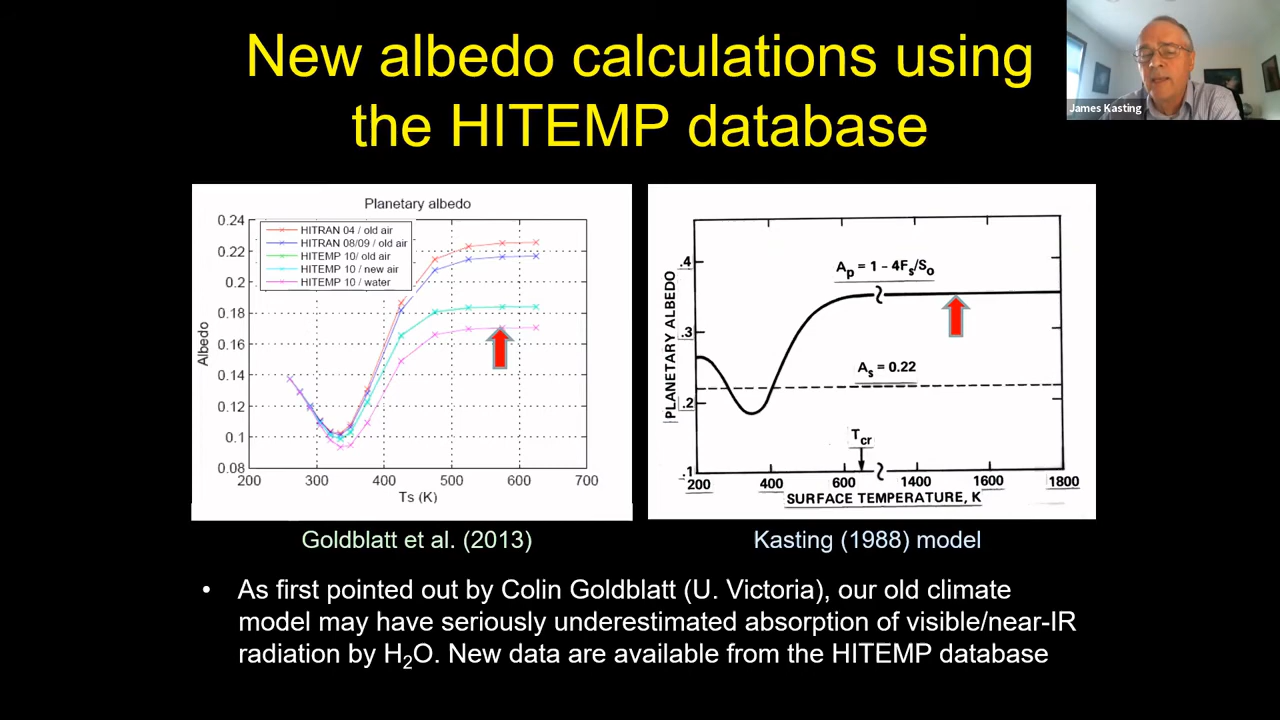 New albedo calculations using
the HITEMP database
James Kasting
Planetary albedo
0.24
0.22
0.2
0.18
0.16
0.14
0.12
0.1
0.08
Albedo
HITRAN 04 / old air
HITRAN 08/09 / old air
HITEMP 10/ old air
HITEMP 10 / new air
HITEMP 10 / water
200 300 400 500 600 700
Ts (K)
PLANETARY ALBEDO
.4
.3
.2
.1
Ap = 1 – 4Fs/So
As = 0.22
Tcr
200 400 600 1400 1600 1800
SURFACE TEMPERATURE, K
Goldblatt et al. (2013)
Kasting (1988) model
• As first pointed out by Colin Goldblatt (U. Victoria), our old climate
model may have seriously underestimated absorption of visible/near-IR
radiation by H₂O. New data are available from the HITEMP database